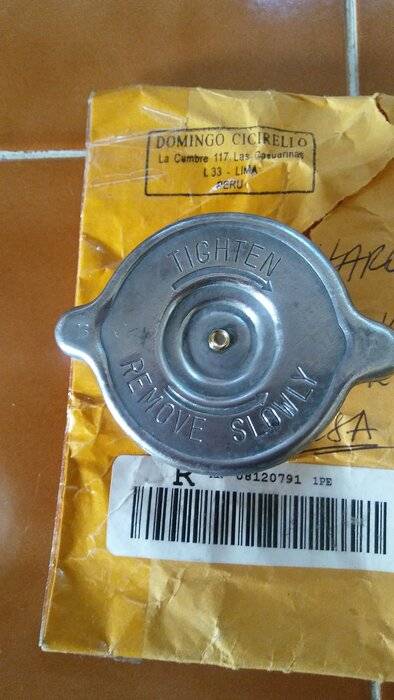 DOMINGO CICIRELLO
La Cumbre 117 Las Casuarinas
L 33 - LIMA
PERU
TIGHTEN
REMOVE SLOWLY
R 08120791 1PE